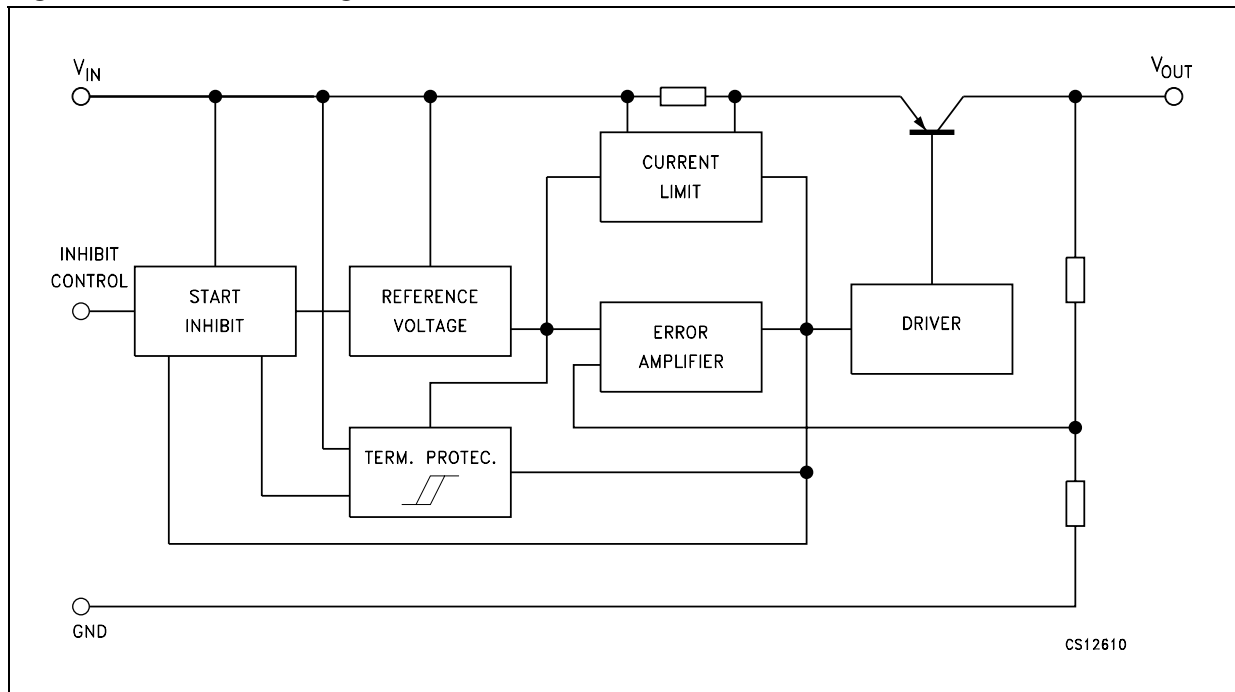 V_IN
V_OUT
CURRENT
LIMIT
INHIBIT
CONTROL
START
INHIBIT
REFERENCE
VOLTAGE
ERROR
AMPLIFIER
DRIVER
TERM. PROTEC.
GND
CS12610